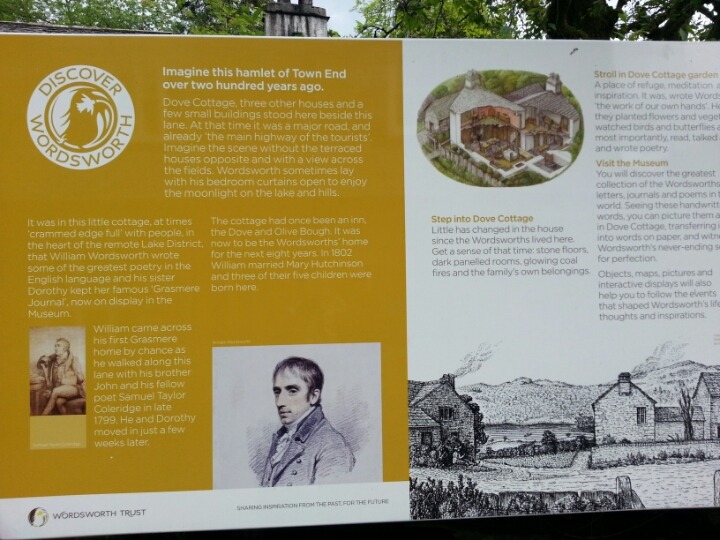 DISCOVER
WORDSWORTH
Imagine this hamlet of Town End
over two hundred years ago.
Dove Cottage, three other houses and a
few small buildings stood here beside this
lane. At that time it was a major road, and
already 'the main highway of the tourists'.
Imagine the scene without the terraced
houses opposite and with a view across
the fields. Wordsworth sometimes lay
with his bedroom curtains open to enjoy
the moonlight on the lake and hills.
It was in this little cottage, at times
'crammed edge full' with people, in
the heart of the remote Lake District,
that William Wordsworth wrote
some of the greatest poetry in the
English language and his sister
Dorothy kept her famous 'Grasmere
Journal', now on display in the
Museum.
William came across
his first Grasmere
home by chance as
he walked along this
lane with his brother
John and his fellow
poet Samuel Taylor
Coleridge in late
1799. He and Dorothy
moved in just a few
weeks later.
The cottage had once been an inn,
the Dove and Olive Bough. It was
now to be the Wordsworths' home
for the next eight years. In 1802
William married Mary Hutchinson
and three of their five children were
born here.
WORDSWORTH TRUST
SHARING INSPIRATION FROM THE PAST, FOR THE FUTURE
Step into Dove Cottage
Little has changed in the house
since the Wordsworths lived here.
Get a sense of that time: stone floors,
dark panelled rooms, glowing coal
fires and the family's own belongings.
Stroll in Dove Cottage garden
A place of refuge, meditation
inspiration. It was, wrote Words
'the work of our own hands'. H
they planted flowers and veget
watched birds and butterflies a
most importantly, read, talked
and wrote poetry.
Visit the Museum
You will discover the greatest
collection of the Wordsworths
letters, journals and poems in t
world. Seeing these handwritt
words, you can picture them a
in Dove Cottage, transferring i
into words on paper, and witn
Wordsworth's never-ending s
for perfection.
Objects, maps, pictures and
interactive displays will also
help you to follow the events
that shaped Wordsworth's life
thoughts and inspirations.